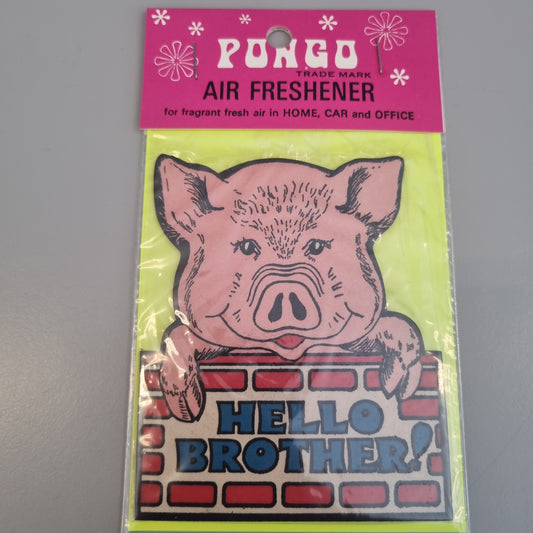 PONGO
TRADE MARK
AIR FRESHENER
for fragrant fresh air in HOME, CAR and OFFICE
HELLO
BROTHER!